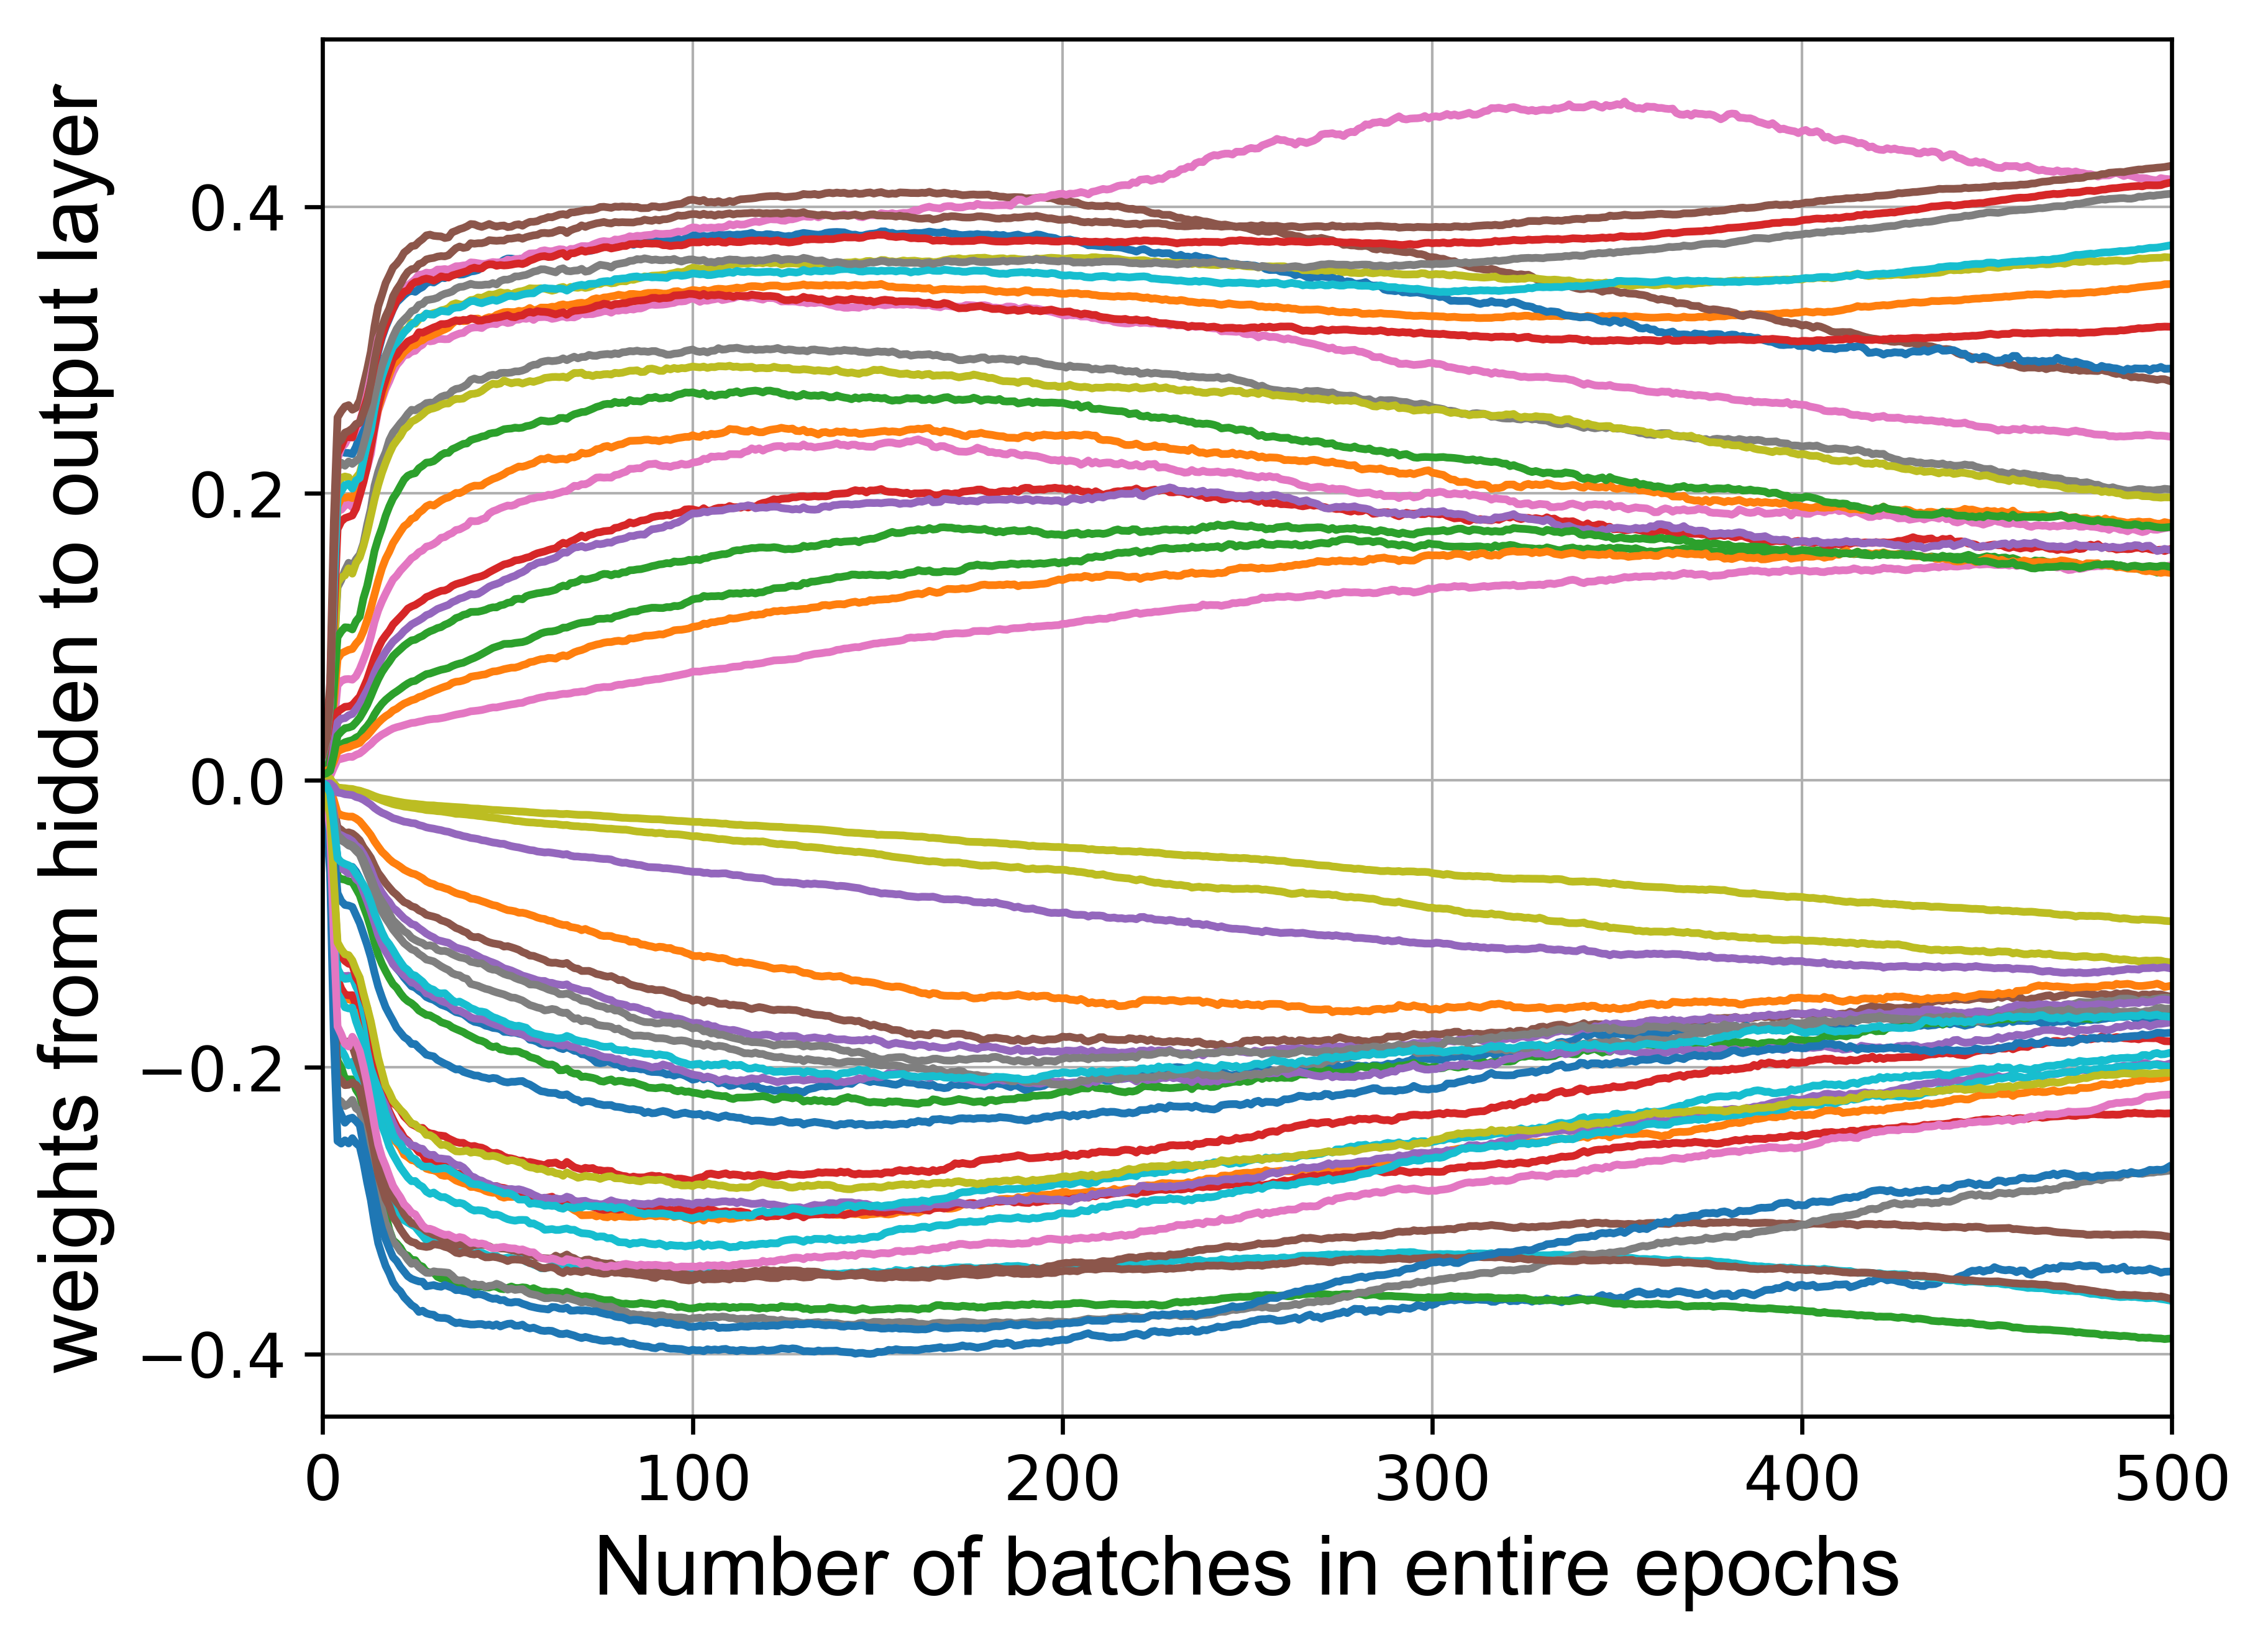 weights from hidden to output layer
0.4
0.2
0.0
−0.2
−0.4
0 100 200 300 400 500
Number of batches in entire epochs